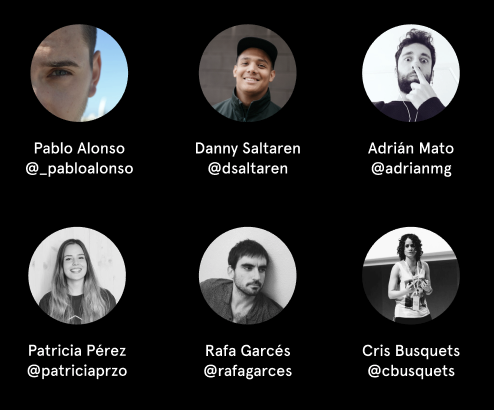 Pablo Alonso
@_pabloalonso
Danny Saltaren
@dsaltaren
Adrián Mato
@adrianmg
Patricia Pérez
@patriciaprzo
Rafa Garcés
@rafagarces
Cris Busquets
@cbusquets